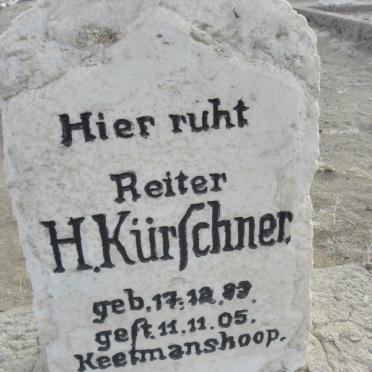 Hier ruht
Reiter
H. Kürſchner.
geb. 17.12.83.
geſt. 11.11.05.
Keetmanshoop.